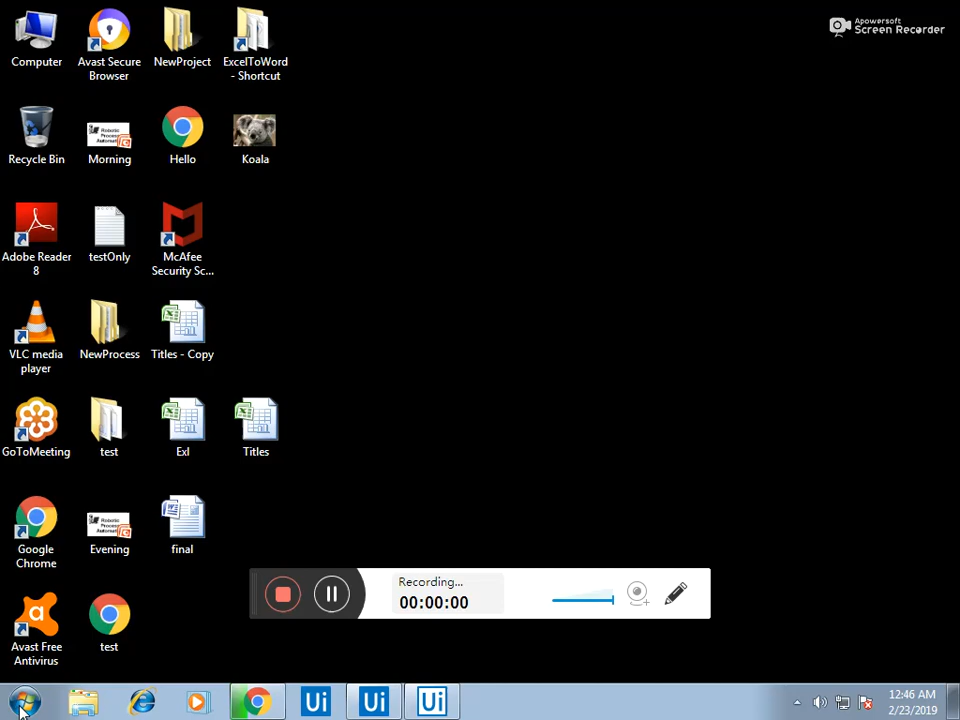 Apowersoft
Screen Recorder
Computer
Avast Secure
Browser
NewProject
ExcelToWord
- Shortcut
Recycle Bin
Morning
Hello
Koala
Adobe Reader
8
testOnly
McAfee
Security Sc...
VLC media
player
NewProcess
Titles - Copy
GoToMeeting
test
Exl
Titles
Google
Chrome
Evening
final
Avast Free
Antivirus
test
Recording...
00:00:00
Ui
Ui
Ui
12:46 AM
2/23/2019